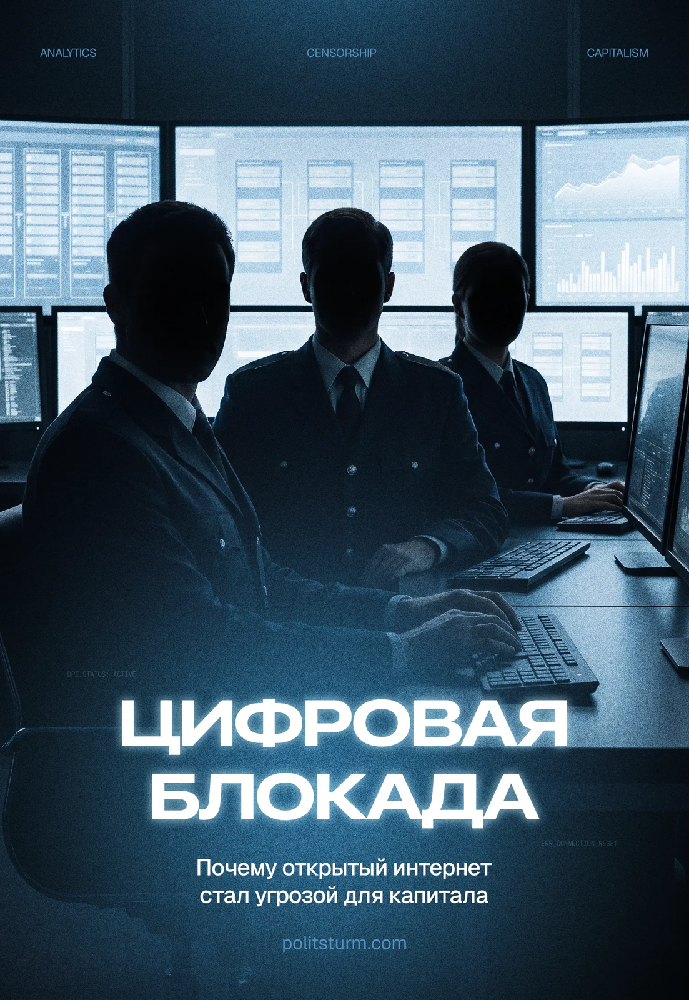 ANALYTICS
CENSORSHIP
CAPITALISM
DPI.STATUS: ACTIVE
ЦИФРОВАЯ
БЛОКАДА
ERR_CONNECTION_RESET
Почему открытый интернет
стал угрозой для капитала
politsturm.com